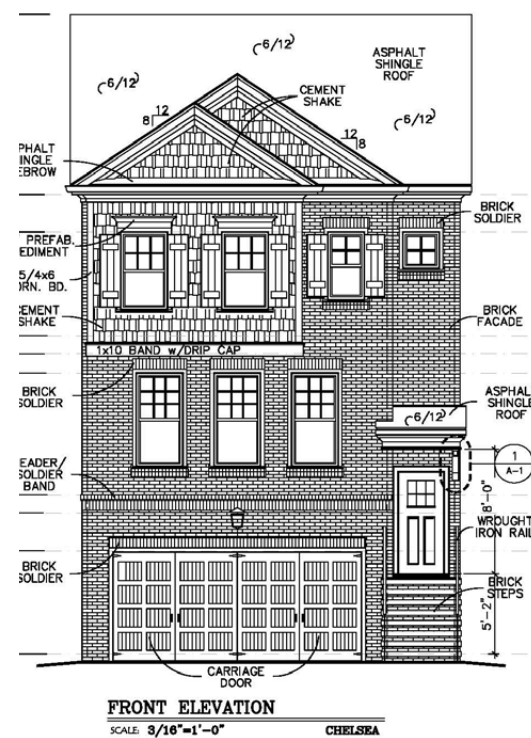 6/12
6/12
ASPHALT
SHINGLE
ROOF
6/12
CEMENT
SHAKE
12
8
12
8
6/12
PHALT
INGLE
EBROW
BRICK
SOLDIER
PREFAB.
EDIMENT
5/4x6
ORN. BD.
CEMENT
SHAKE
BRICK
FACADE
1x10 BAND w/DRIP CAP
BRICK
SOLDIER
ASPHAL
SHINGLE
ROOF
6/12
1
A-1
EADER/
SOLDIER
BAND
8'-0"
WROUGHT
IRON RAIL
BRICK
SOLDIER
BRICK
STEPS
5'-2"
CARRIAGE
DOOR
FRONT ELEVATION
SCALE: 3/16"=1'-0"
CHELSEA